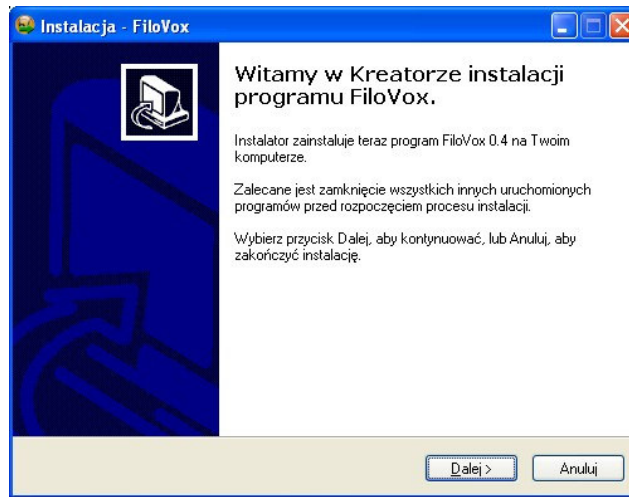 Instalacja - FiloVox
Witamy w Kreatorze instalacji
programu FiloVox.
Instalator zainstaluje teraz program FiloVox 0.4 na Twoim
komputerze.
Zalecane jest zamknięcie wszystkich innych uruchomionych
programów przed rozpoczęciem procesu instalacji.
Wybierz przycisk Dalej, aby kontynuować, lub Anuluj, aby
zakończyć instalację.
Dalej >
Anuluj